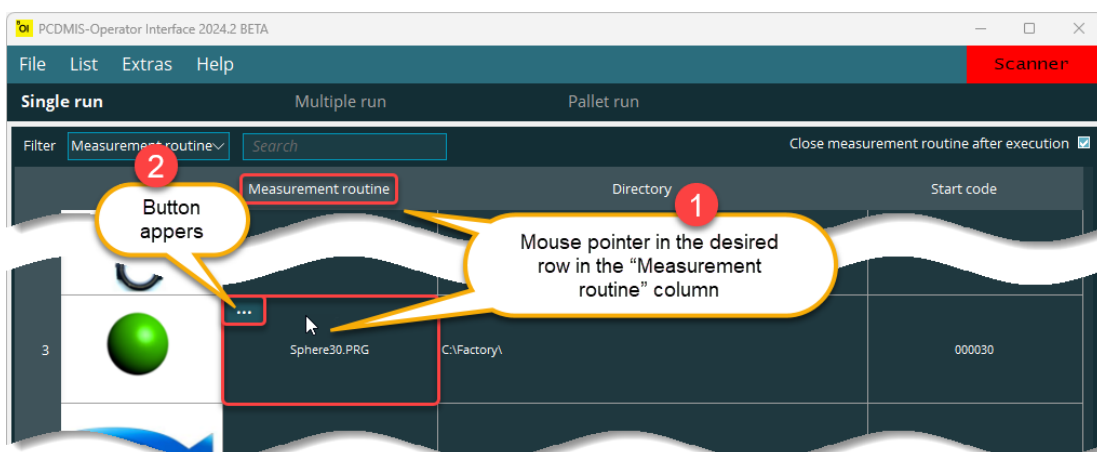 OI PCDMIS-Operator Interface 2024.2 BETA
File List Extras Help Scanner
Single run Multiple run Pallet run
Filter Measurement routine Search Close measurement routine after execution
Measurement routine Directory Start code
2
Button
appers
1
Mouse pointer in the desired
row in the “Measurement
routine” column
...
3 Sphere30.PRG C:\Factory\ 000030